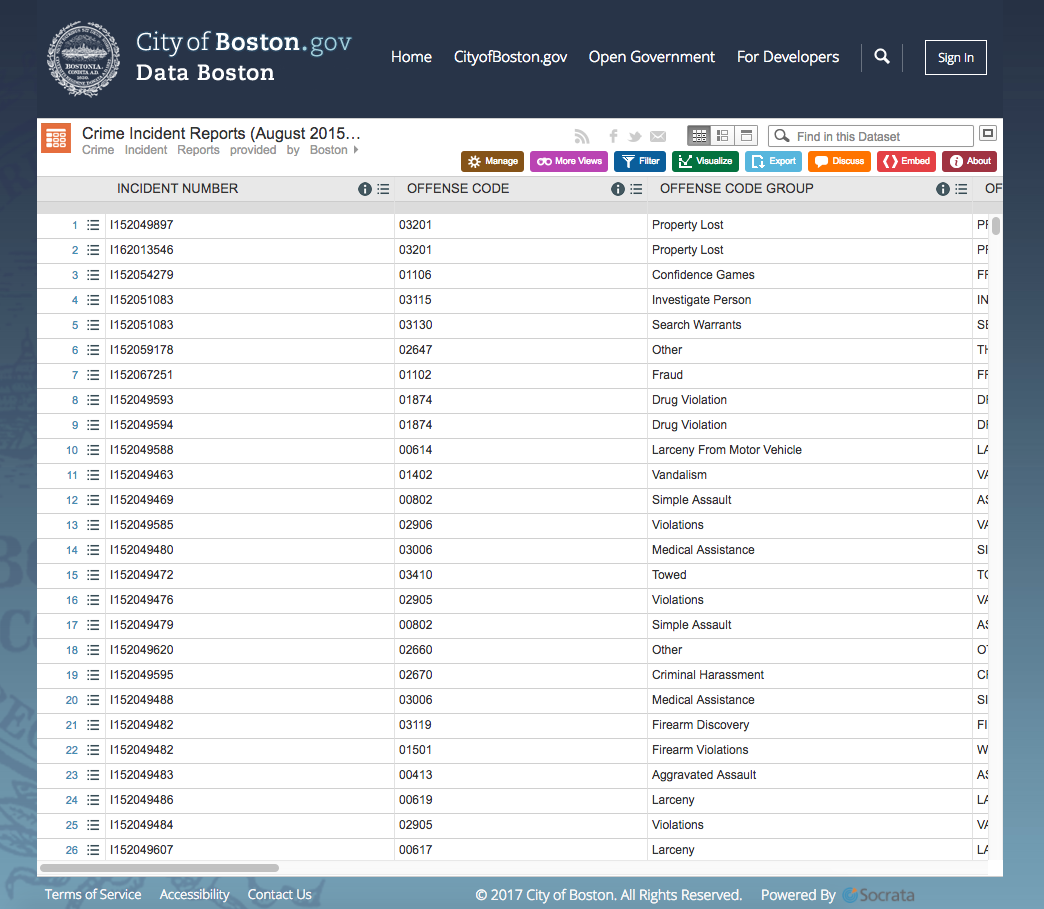 City of Boston.gov
Data Boston
BOSTONIA.
CONDITA A.D.
1630.
Home CityofBoston.gov Open Government For Developers Sign In
Crime Incident Reports (August 2015…
Crime Incident Reports provided by Boston
Find in this Dataset
Manage More Views Filter Visualize Export Discuss Embed About
INCIDENT NUMBER OFFENSE CODE OFFENSE CODE GROUP OF
1 I152049897 03201 Property Lost
2 I162013546 03201 Property Lost
3 I152054279 01106 Confidence Games
4 I152051083 03115 Investigate Person IN
5 I152051083 03130 Search Warrants
6 I152059178 02647 Other
7 I152067251 01102 Fraud
8 I152049593 01874 Drug Violation
9 I152049594 01874 Drug Violation
10 I152049588 00614 Larceny From Motor Vehicle
11 I152049463 01402 Vandalism
12 I152049469 00802 Simple Assault
13 I152049585 02906 Violations
14 I152049480 03006 Medical Assistance SI
15 I152049472 03410 Towed
16 I152049476 02905 Violations
17 I152049479 00802 Simple Assault
18 I152049620 02660 Other
19 I152049595 02670 Criminal Harassment
20 I152049488 03006 Medical Assistance SI
21 I152049482 03119 Firearm Discovery FI
22 I152049482 01501 Firearm Violations W
23 I152049483 00413 Aggravated Assault
24 I152049486 00619 Larceny
25 I152049484 02905 Violations
26 I152049607 00617 Larceny
Terms of Service Accessibility Contact Us © 2017 City of Boston. All Rights Reserved. Powered By Socrata